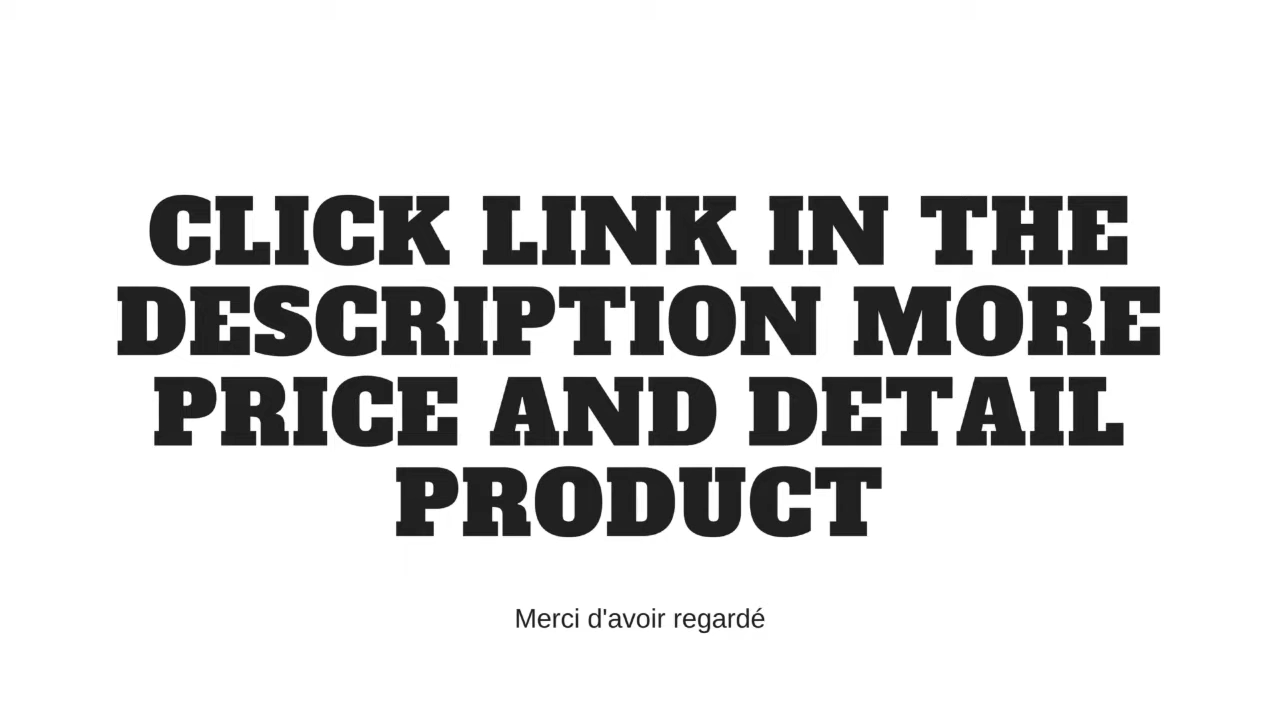 CLICK LINK IN THE
DESCRIPTION MORE
PRICE AND DETAIL
PRODUCT
Merci d'avoir regardé